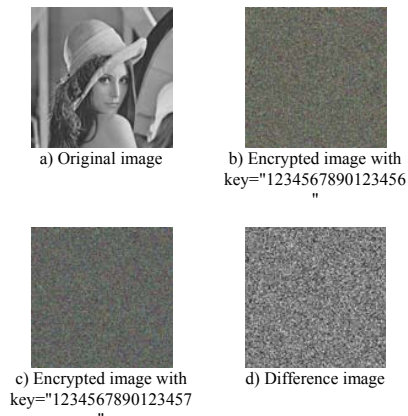 a) Original image
b) Encrypted image with
key="1234567890123456
"
c) Encrypted image with
key="1234567890123457
"
d) Difference image